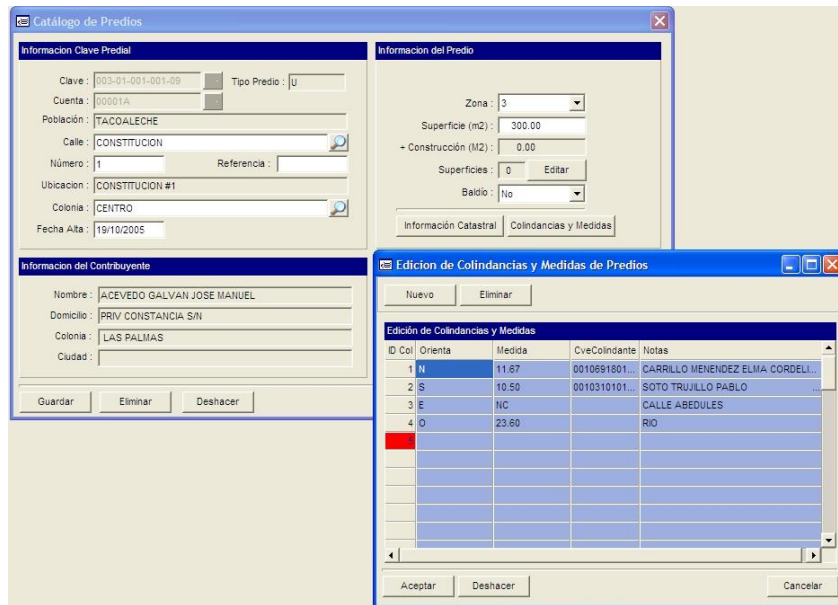 Catálogo de Predios
Informacion Clave Predial
Clave : 003-01-001-001-09 Tipo Predio : U
Cuenta : 00001A
Población : TACOALECHE
Calle : CONSTITUCION
Número : 1 Referencia :
Ubicacion : CONSTITUCION #1
Colonia : CENTRO
Fecha Alta : 19/10/2005
Informacion del Predio
Zona : 3
Superficie (m2) : 300.00
+ Construcción (M2) : 0.00
Superficies : 0 Editar
Baldío : No
Información Catastral Colindancias y Medidas
Informacion del Contribuyente
Nombre : ACEVEDO GALVAN JOSE MANUEL
Domicilio : PRIV CONSTANCIA S/N
Colonia : LAS PALMAS
Ciudad :
Guardar Eliminar Deshacer
Edicion de Colindancias y Medidas de Predios
Nuevo Eliminar
Edición de Colindancias y Medidas
ID Col Orienta Medida CveColindante Notas
1 N 11.67 0010691801... CARRILLO MENENDEZ ELMA CORDELI...
2 S 10.50 0010310101... SOTO TRUJILLO PABLO ...
3 E NC CALLE ABEDULES
4 O 23.60 RIO
5
Aceptar Deshacer Cancelar